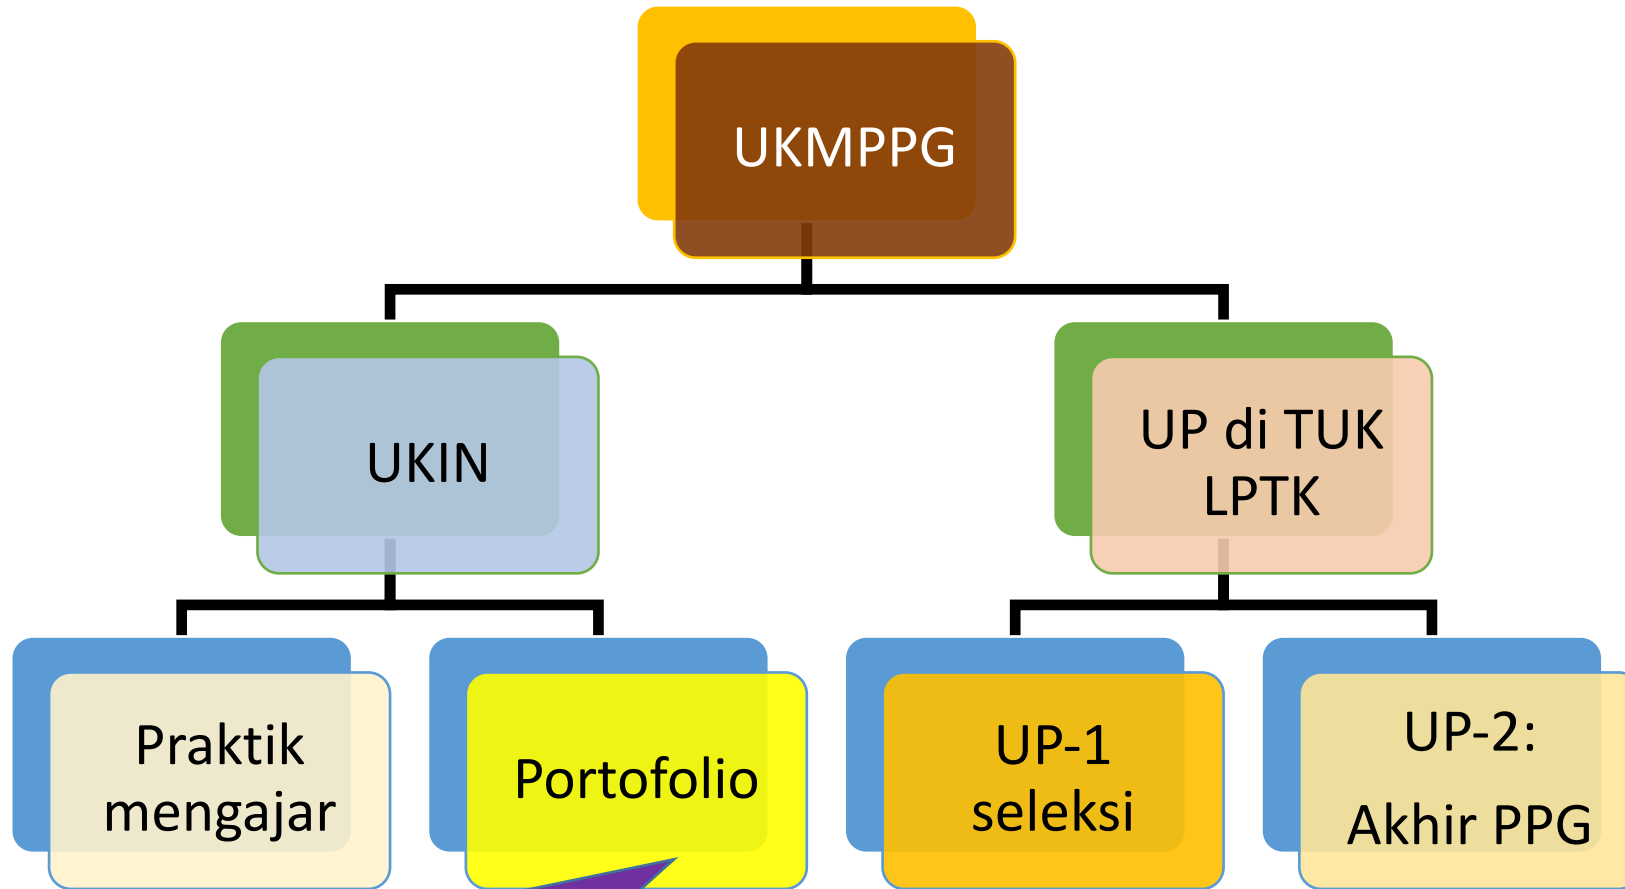 UKMPPG
UKIN
UP di TUK
LPTK
Praktik
mengajar
Portofolio
UP-1
seleksi
UP-2:
Akhir PPG